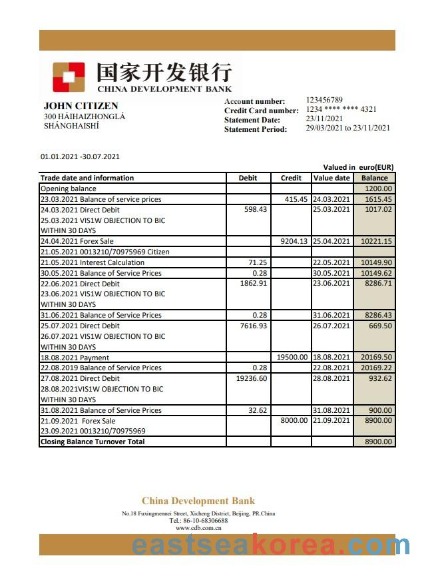 国家开发银行
CHINA DEVELOPMENT BANK
JOHN CITIZEN
300 HǍIHAIZHONGLÀ
SHÀNGHAISHÌ
Account number: 123456789
Credit Card number: 1234 **** **** 4321
Statement Date: 23/11/2021
Statement Period: 29/03/2021 to 23/11/2021
01.01.2021 -30.07.2021
Valued in euro(EUR)
Trade date and information Debit Credit Value date Balance
Opening balance 1200.00
23.03.2021 Balance of service prices 415.45 24.03.2021 1615.45
24.03.2021 Direct Debit 598.43 25.03.2021 1017.02
25.03.2021 VIS1W OBJECTION TO BIC
WITHIN 30 DAYS
24.04.2021 Forex Sale 9204.13 25.04.2021 10221.15
21.05.2021 0013210/70975969 Citizen
21.05.2021 Interest Calculation 71.25 22.05.2021 10149.90
30.05.2021 Balance of Service Prices 0.28 30.05.2021 10149.62
22.06.2021 Direct Debit 1862.91 23.06.2021 8286.71
23.06.2021 VIS1W OBJECTION TO BIC
WITHIN 30 DAYS
31.06.2021 Balance of Service Prices 0.28 31.06.2021 8286.43
25.07.2021 Direct Debit 7616.93 26.07.2021 669.50
26.07.2021 VIS1W OBJECTION TO BIC
WITHIN 30 DAYS
18.08.2021 Payment 19500.00 18.08.2021 20169.50
22.08.2019 Balance of Service Prices 0.28 22.08.2021 20169.22
27.08.2021 Direct Debit 19236.60 28.08.2021 932.62
28.08.2021VIS1W OBJECTION TO BIC
WITHIN 30 DAYS
31.08.2021 Balance of Service Prices 32.62 31.08.2021 900.00
21.09.2021 Forex Sale 8000.00 21.09.2021 8900.00
23.09.2021 0013210/70975969
Closing Balance Turnover Total 8900.00
China Development Bank
No.18 Fuxingmennei Street, Xicheng District, Beijing, PR.China
Tel.: 86-10-68306688
www.cdb.com.cn
eastseakorea.com